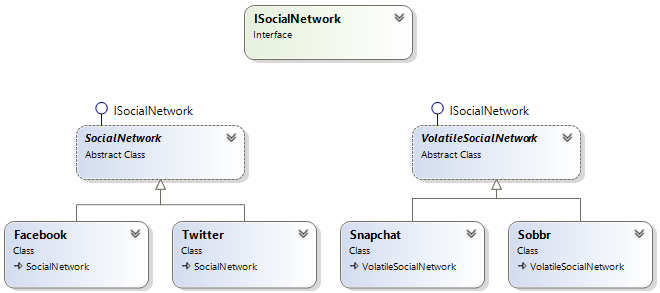 ISocialNetwork
Interface
ISocialNetwork
ISocialNetwork
SocialNetwork
Abstract Class
VolatileSocialNetwork
Abstract Class
Facebook
Class
SocialNetwork
Twitter
Class
SocialNetwork
Snapchat
Class
VolatileSocialNetwork
Sobbr
Class
VolatileSocialNetwork